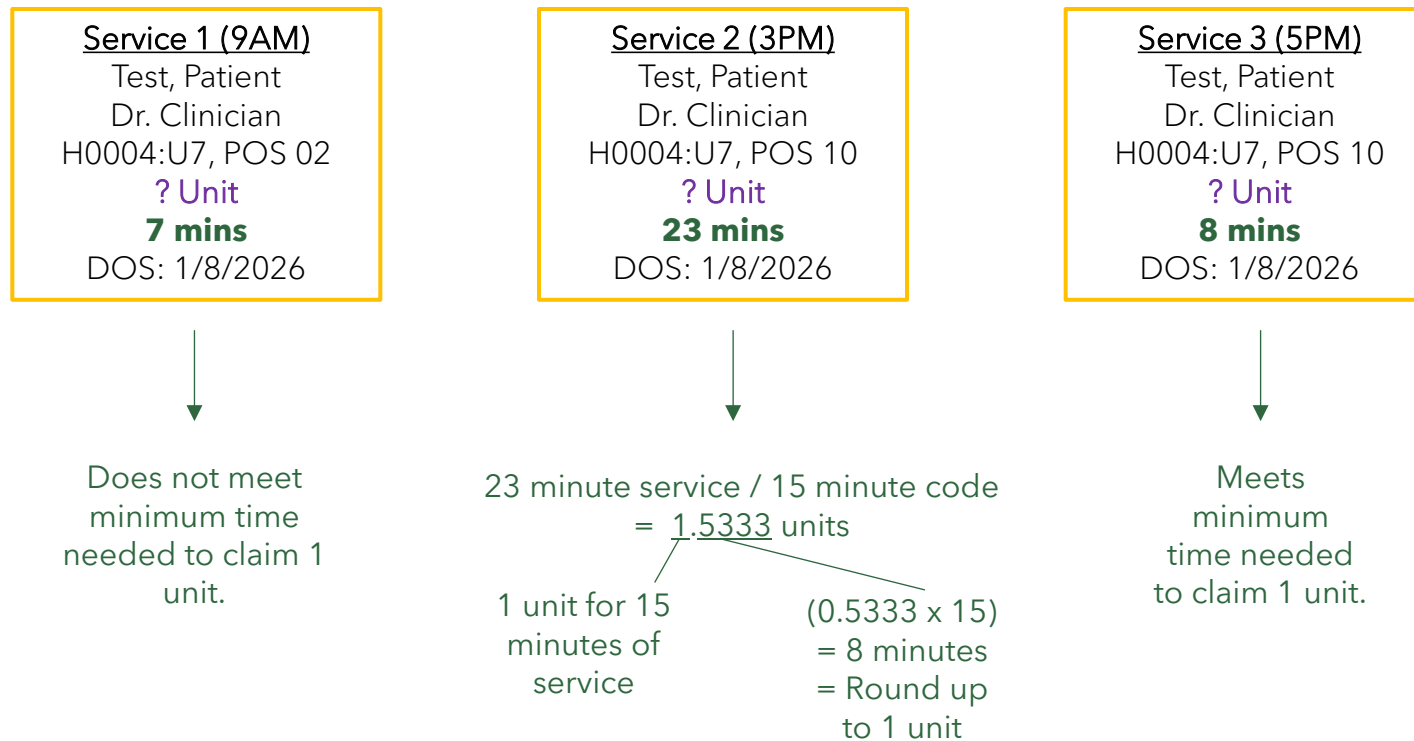 Service 1 (9AM)
Test, Patient
Dr. Clinician
H0004:U7, POS 02
? Unit
7 mins
DOS: 1/8/2026
Service 2 (3PM)
Test, Patient
Dr. Clinician
H0004:U7, POS 10
? Unit
23 mins
DOS: 1/8/2026
Service 3 (5PM)
Test, Patient
Dr. Clinician
H0004:U7, POS 10
? Unit
8 mins
DOS: 1/8/2026
Does not meet
minimum time
needed to claim 1
unit.
23 minute service / 15 minute code
= 1.5333 units
1 unit for 15
minutes of
service
(0.5333 x 15)
= 8 minutes
= Round up
to 1 unit
Meets
minimum
time needed
to claim 1 unit.